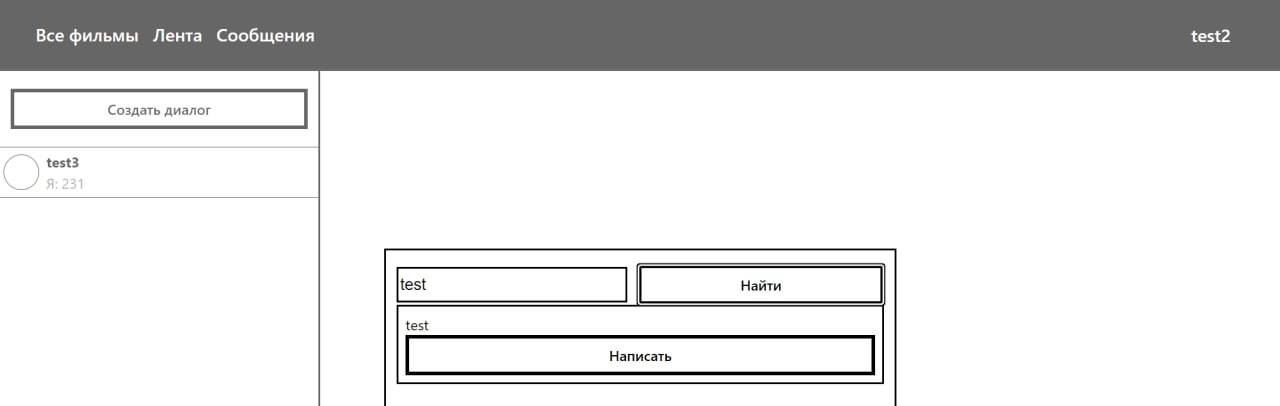 Все фильмы Лента Сообщения test2
Создать диалог
test3
Я: 231
test Найти
test
Написать